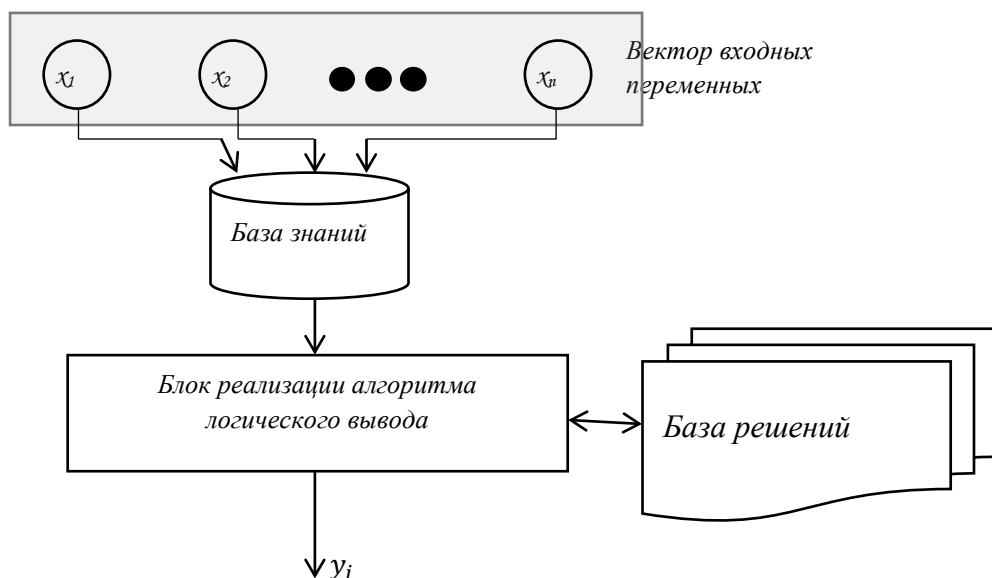 x1 x2 xn
Вектор входных
переменных
База знаний
Блок реализации алгоритма
логического вывода
База решений
yi